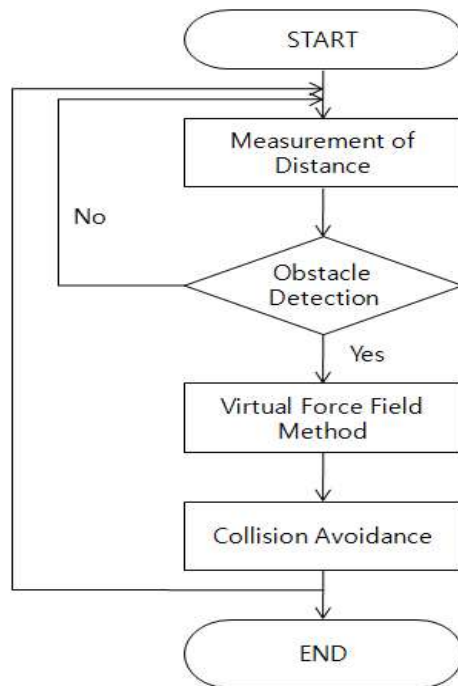 START
Measurement of
Distance
No
Obstacle
Detection
Yes
Virtual Force Field
Method
Collision Avoidance
END